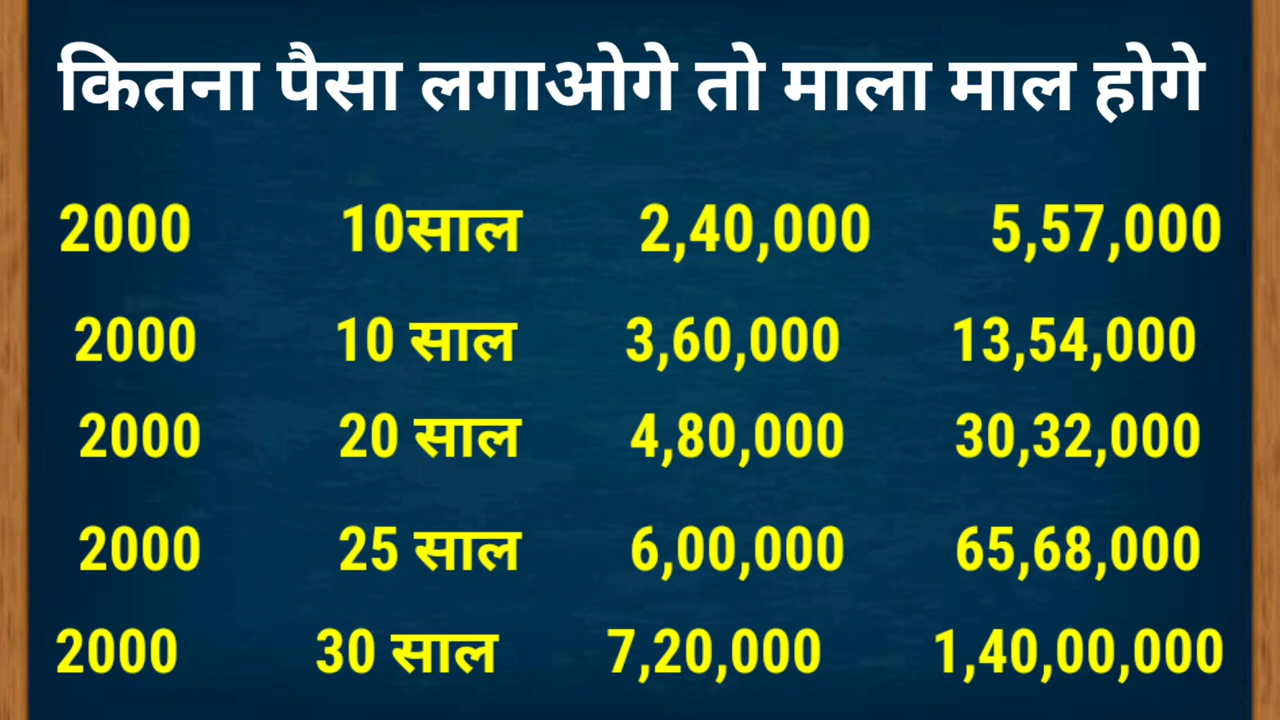 कितना पैसा लगाओगे तो माला माल होगे
2000 10साल 2,40,000 5,57,000
2000 10 साल 3,60,000 13,54,000
2000 20 साल 4,80,000 30,32,000
2000 25 साल 6,00,000 65,68,000
2000 30 साल 7,20,000 1,40,00,000